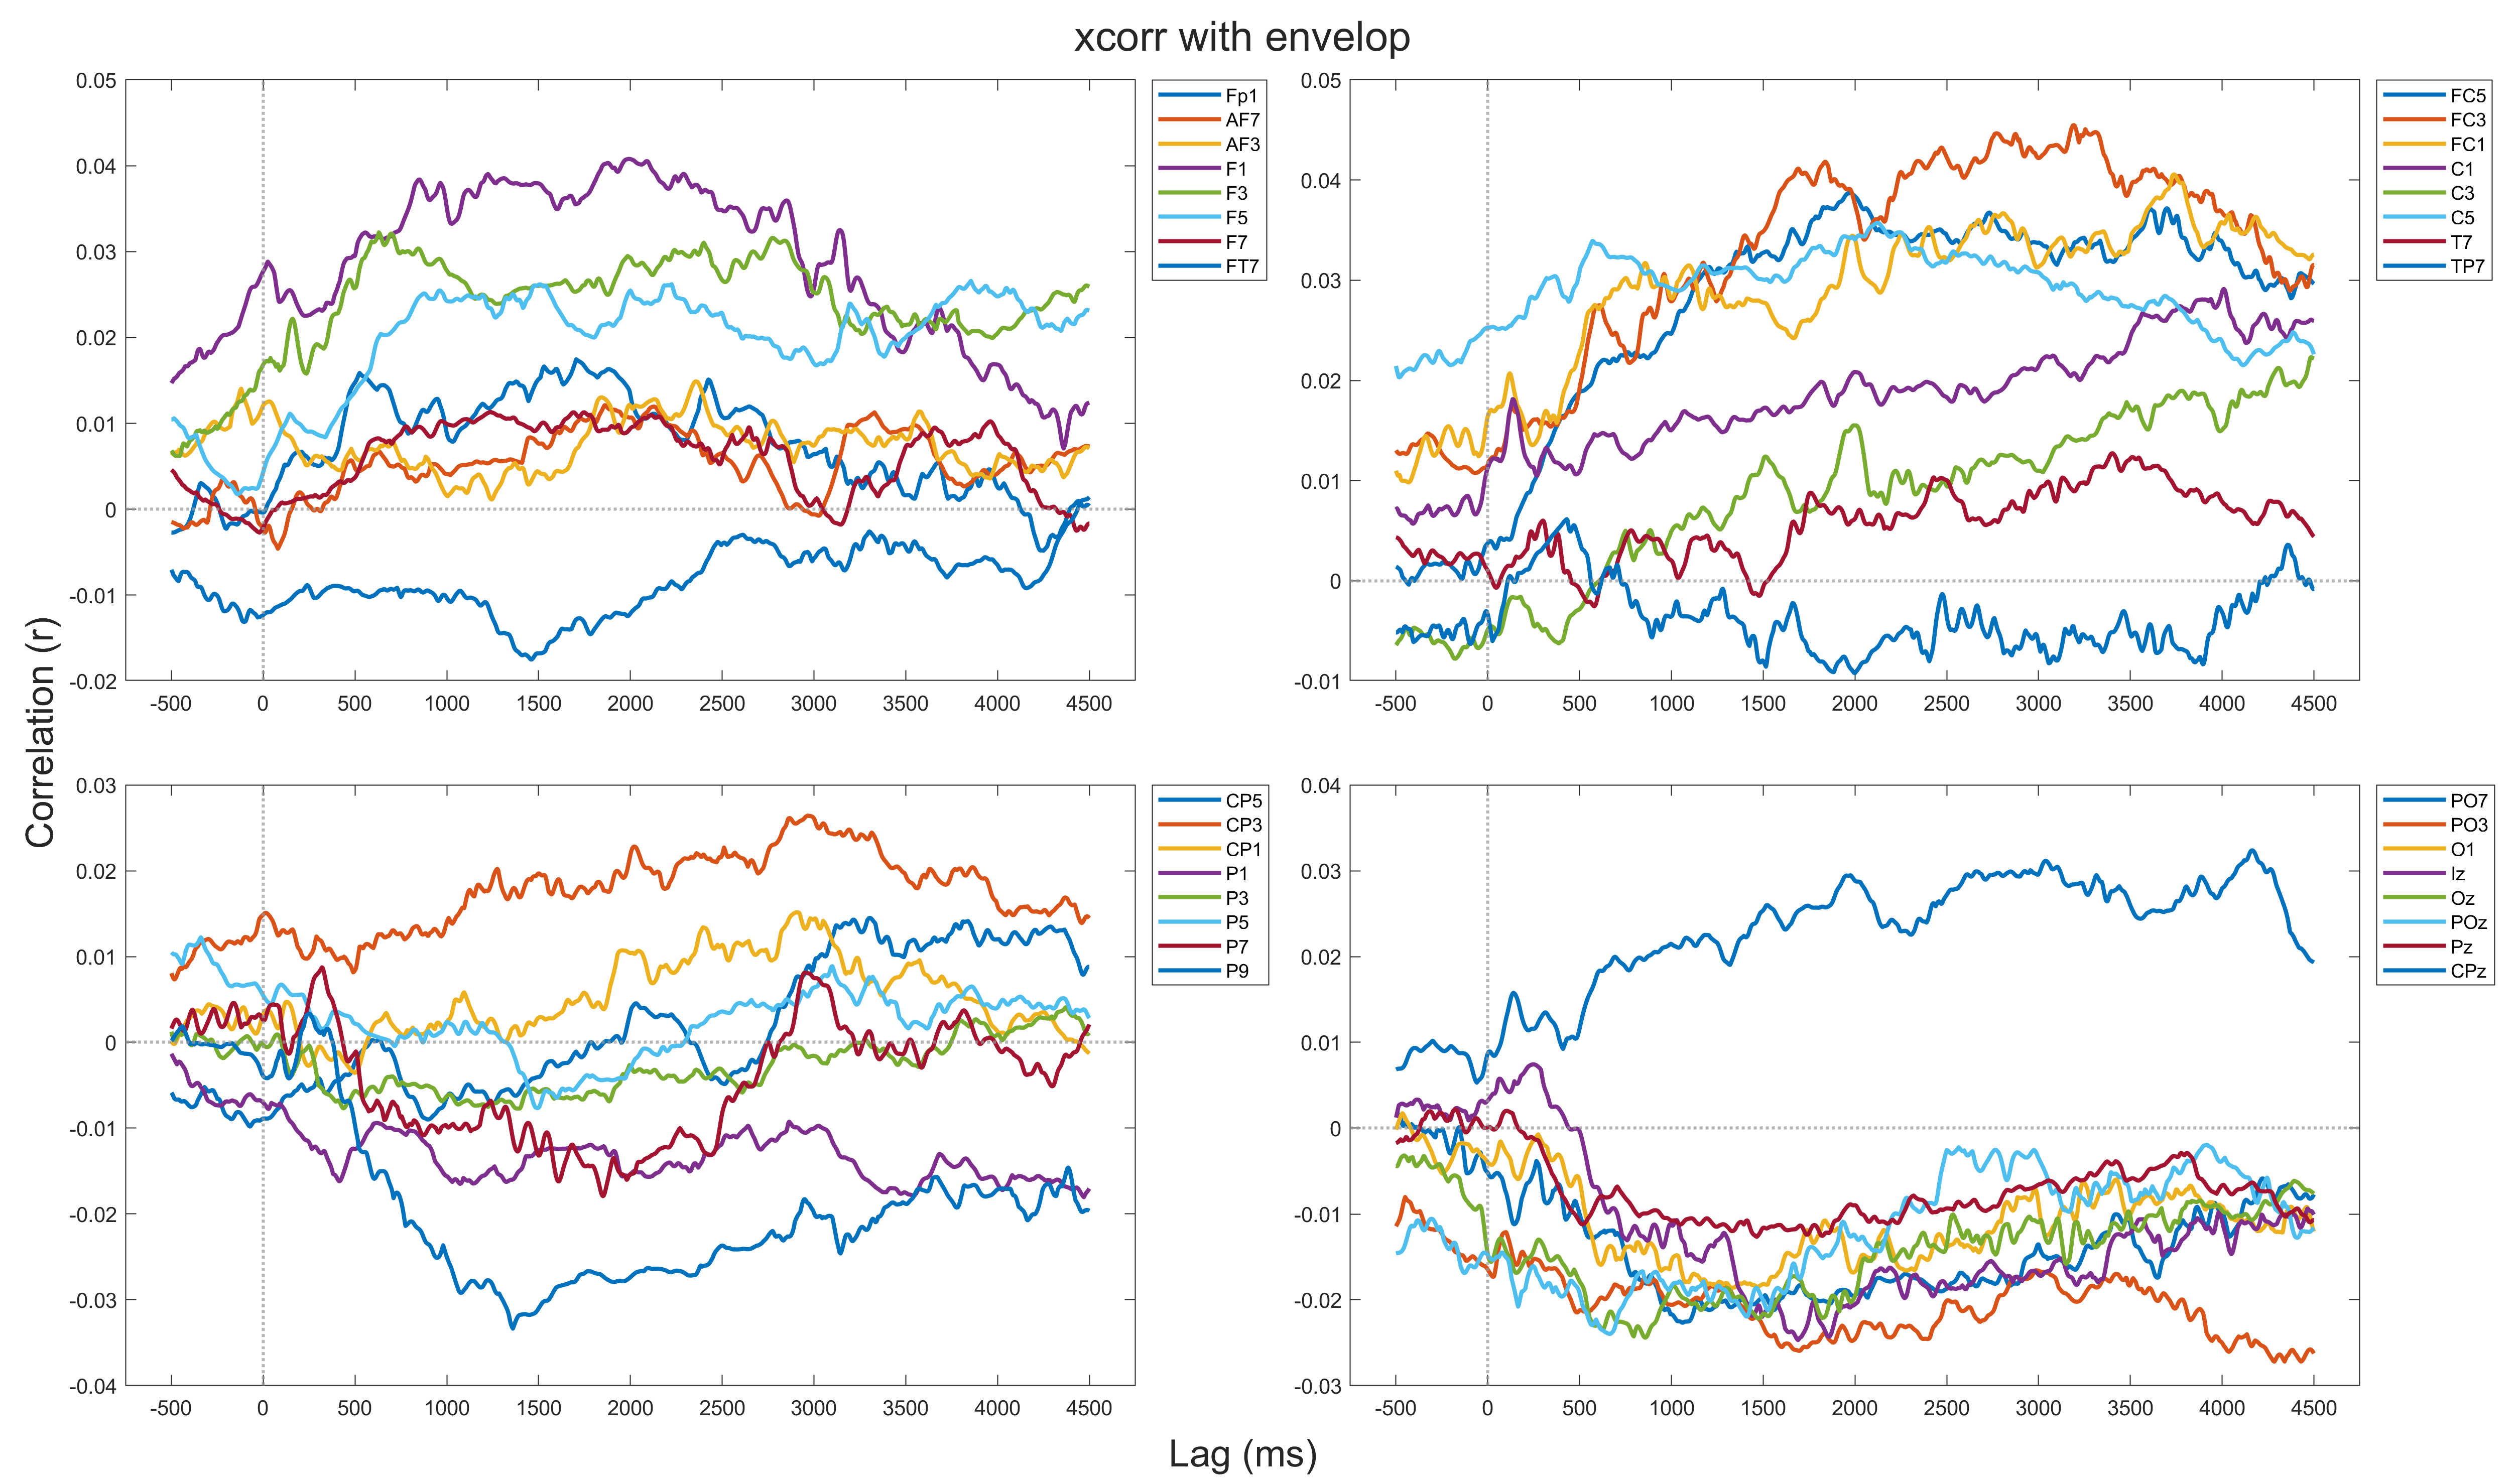 xcorr with envelop
Correlation (r)
0.05
0.04
0.03
0.02
0.01
0
-0.01
-0.02
-500 0 500 1000 1500 2000 2500 3000 3500 4000 4500
Fp1
AF7
AF3
F1
F3
F5
F7
FT7
0.05
0.04
0.03
0.02
0.01
0
-0.01
-500 0 500 1000 1500 2000 2500 3000 3500 4000 4500
FC5
FC3
FC1
C1
C3
C5
T7
TP7
0.03
0.02
0.01
0
-0.01
-0.02
-0.03
-0.04
-500 0 500 1000 1500 2000 2500 3000 3500 4000 4500
CP5
CP3
CP1
P1
P3
P5
P7
P9
0.04
0.03
0.02
0.01
0
-0.01
-0.02
-0.03
-500 0 500 1000 1500 2000 2500 3000 3500 4000 4500
PO7
PO3
O1
Iz
Oz
POz
Pz
CPz
Lag (ms)